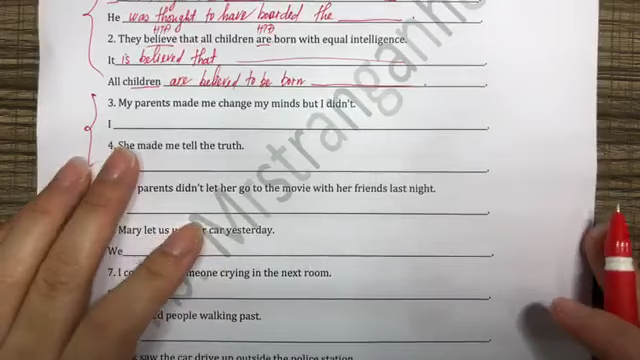 He was thought to have boarded the
HTĐ HTĐ
2. They believe that all children are born with equal intelligence.
It is believed that
All children are believed to be born
3. My parents made me change my minds but I didn't.
I
4. She made me tell the truth.
parents didn't let her go to the movie with her friends last night.
Mary let us car yesterday.
We
7. I crying in the next room.
people walking past.
saw the car drive up outside the police station.
Mrstranganh